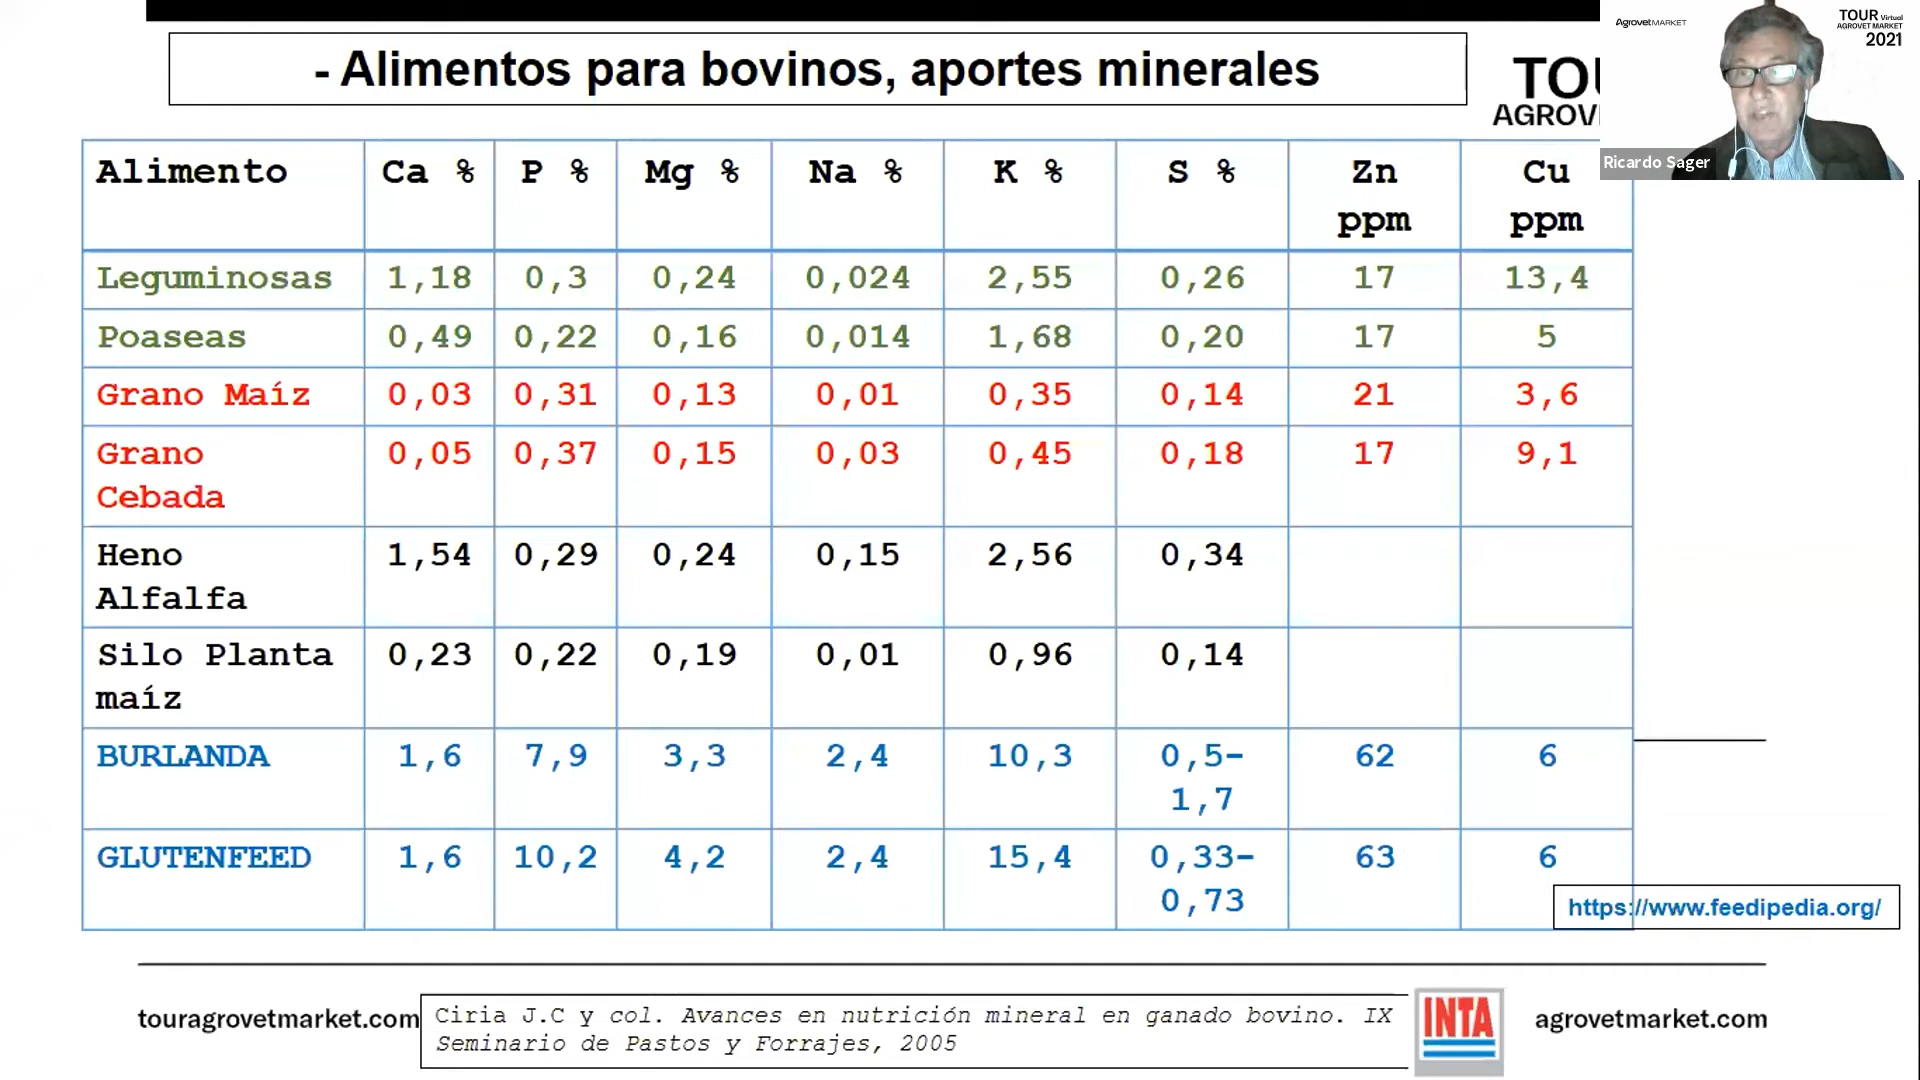 - Alimentos para bovinos, aportes minerales
AgrovetMARKET
TOUR Virtual
AGROVET MARKET
2021
Ricardo Sager
TOU
AGROV
Alimento Ca % P % Mg % Na % K % S % Zn ppm Cu ppm
Leguminosas 1,18 0,3 0,24 0,024 2,55 0,26 17 13,4
Poaseas 0,49 0,22 0,16 0,014 1,68 0,20 17 5
Grano Maíz 0,03 0,31 0,13 0,01 0,35 0,14 21 3,6
Grano Cebada 0,05 0,37 0,15 0,03 0,45 0,18 17 9,1
Heno Alfalfa 1,54 0,29 0,24 0,15 2,56 0,34
Silo Planta maíz 0,23 0,22 0,19 0,01 0,96 0,14
BURLANDA 1,6 7,9 3,3 2,4 10,3 0,5-1,7 62 6
GLUTENFEED 1,6 10,2 4,2 2,4 15,4 0,33-0,73 63 6
https://www.feedipedia.org/
touragrovetmarket.com
Ciria J.C y col. Avances en nutrición mineral en ganado bovino. IX
Seminario de Pastos y Forrajes, 2005
INTA
agrovetmarket.com